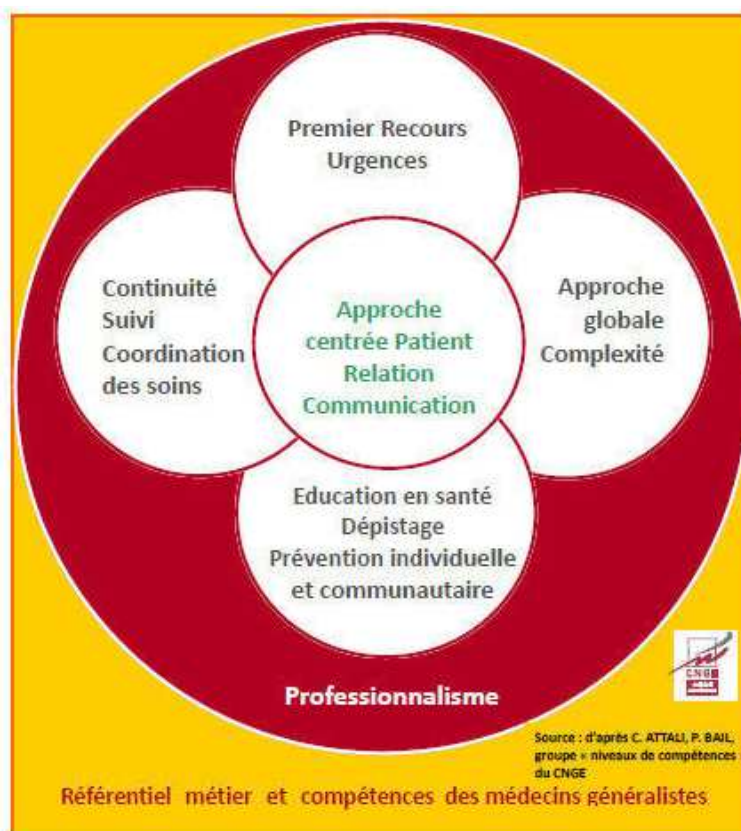 Premier Recours
Urgences
Continuité
Suivi
Coordination
des soins
Approche
centrée Patient
Relation
Communication
Approche
globale
Complexité
Education en santé
Dépistage
Prévention individuelle
et communautaire
Professionnalisme
CNGE
Source : d'après C. ATTALI, P. BAIL,
groupe « niveaux de compétences
du CNGE
Référentiel métier et compétences des médecins généralistes